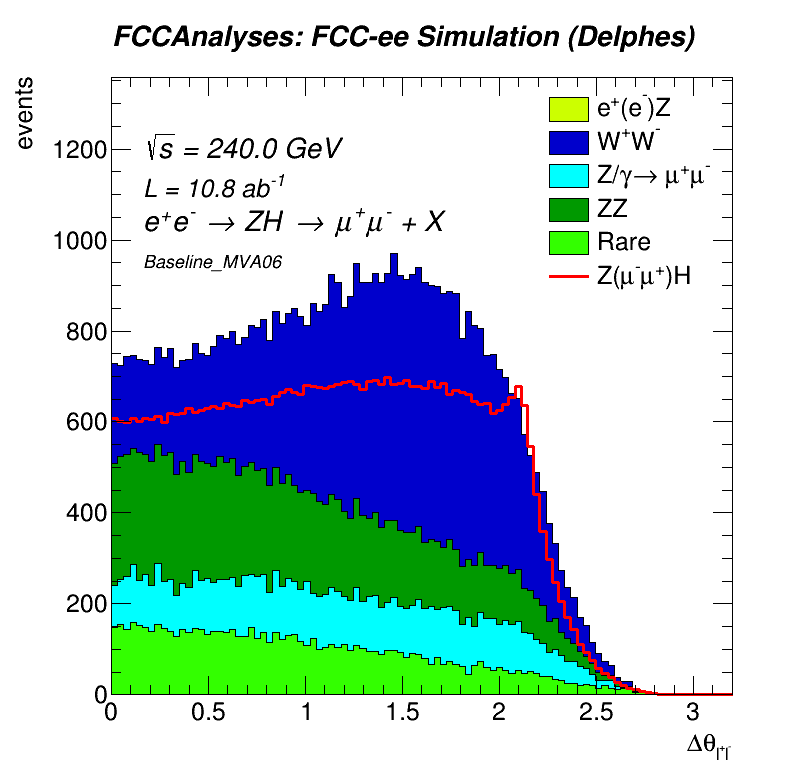 FCCAnalyses: FCC-ee Simulation (Delphes)
events
√s = 240.0 GeV
L = 10.8 ab⁻¹
e⁺e⁻ → ZH → μ⁺μ⁻ + X
Baseline_MVA06
e⁺(e⁻)Z
W⁺W⁻
Z/γ→ μ⁺μ⁻
ZZ
Rare
Z(μ⁻μ⁺)H
1200
1000
800
600
400
200
0
0 0.5 1 1.5 2 2.5 3
Δθ_l⁺l⁻